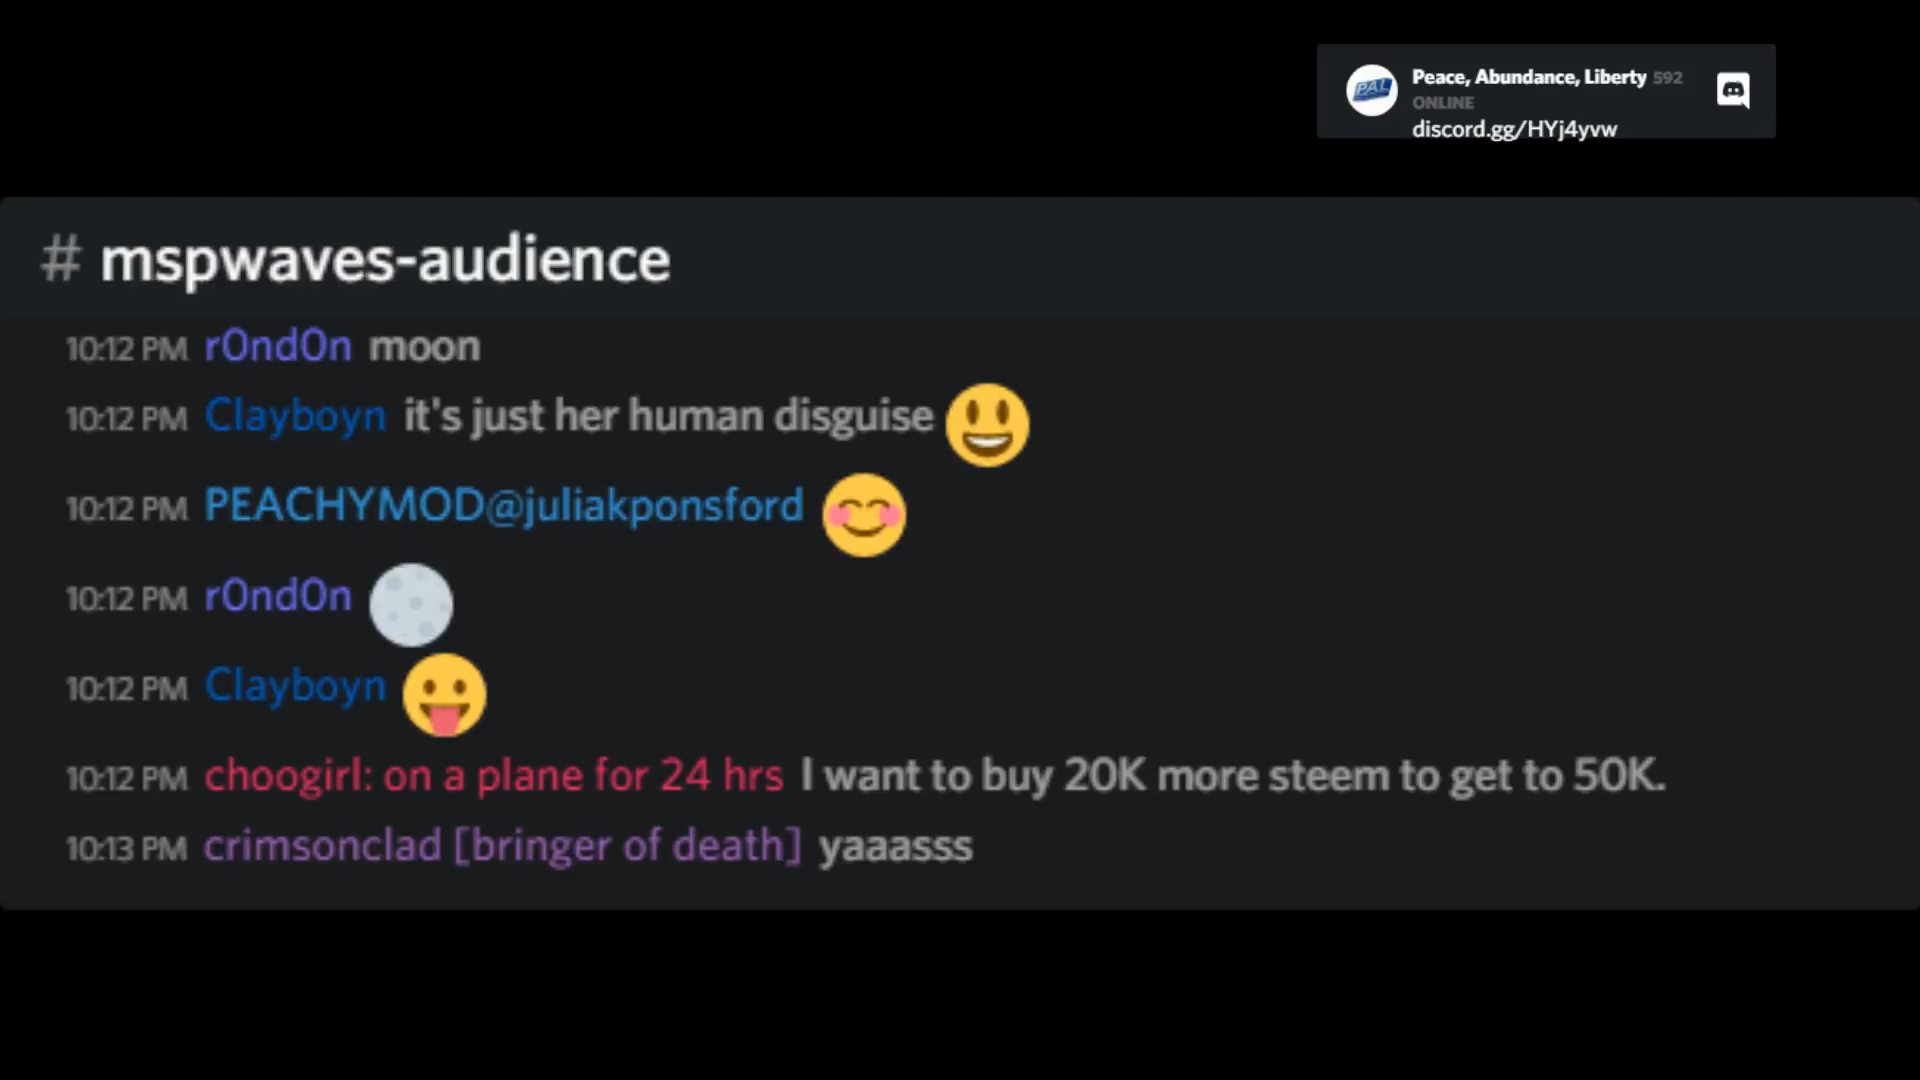 PAL
Peace, Abundance, Liberty 592
ONLINE
discord.gg/HYj4yvw
# mspwaves-audience
10:12 PM r0nd0n moon
10:12 PM Clayboyn it's just her human disguise 😃
10:12 PM PEACHYMOD@juliakponsford 😊
10:12 PM r0nd0n 🌕
10:12 PM Clayboyn 😛
10:12 PM choogirl: on a plane for 24 hrs I want to buy 20K more steem to get to 50K.
10:13 PM crimsonclad [bringer of death] yaaasss